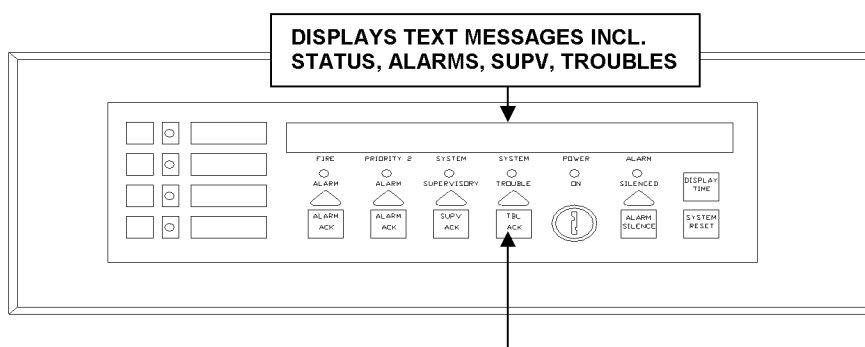 DISPLAYS TEXT MESSAGES INCL.
STATUS, ALARMS, SUPV, TROUBLES
FIRE PRIORITY 2 SYSTEM SYSTEM POWER ALARM
ALARM ALARM SUPERVISORY TROUBLE ON SILENCED
DISPLAY
TIME
ALARM ALARM SUPV TBL ALARM SYSTEM
ACK ACK ACK ACK SILENCE RESET